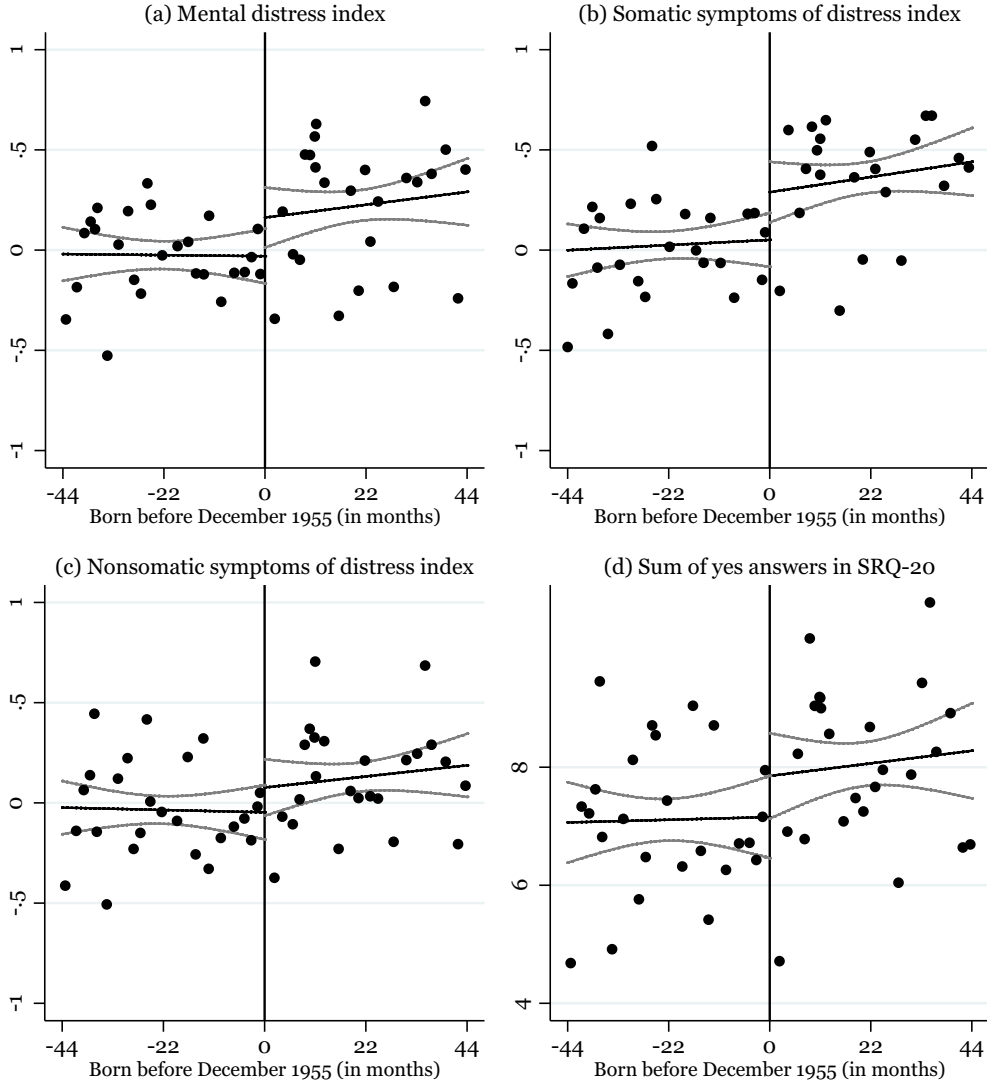 (a) Mental distress index
1
.5
0
-.5
-1
-44 -22 0 22 44
Born before December 1955 (in months)
(b) Somatic symptoms of distress index
1
.5
0
-.5
-1
-44 -22 0 22 44
Born before December 1955 (in months)
(c) Nonsomatic symptoms of distress index
1
.5
0
-.5
-1
-44 -22 0 22 44
Born before December 1955 (in months)
(d) Sum of yes answers in SRQ-20
8
6
4
-44 -22 0 22 44
Born before December 1955 (in months)